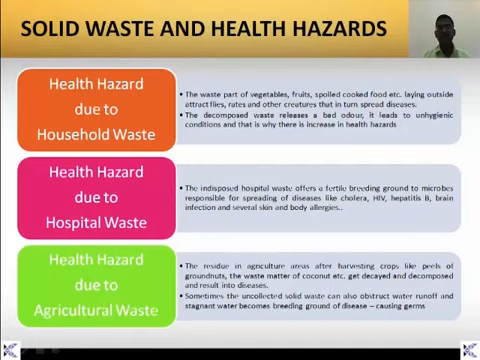 SOLID WASTE AND HEALTH HAZARDS
Health Hazard
due to
Household Waste
• The waste part of vegetables, fruits, spoiled cooked food etc. laying outside
attract flies, rates and other creatures that in turn spread diseases.
• The decomposed waste releases a bad odour, it leads to unhygienic
conditions and that is why there is increase in health hazards
Health Hazard
due to
Hospital Waste
• The indisposed hospital waste offers a fertile breeding ground to microbes
responsible for spreading of diseases like cholera, HIV, hepatitis B, brain
infection and several skin and body allergies..
Health Hazard
due to
Agricultural Waste
• The residue in agriculture areas after harvesting crops like peels of
groundnuts, the waste matter of coconut etc. get decayed and decomposed
and result into diseases.
• Sometimes the uncollected solid waste can also obstruct water runoff and
stagnant water becomes breeding ground of disease – causing germs